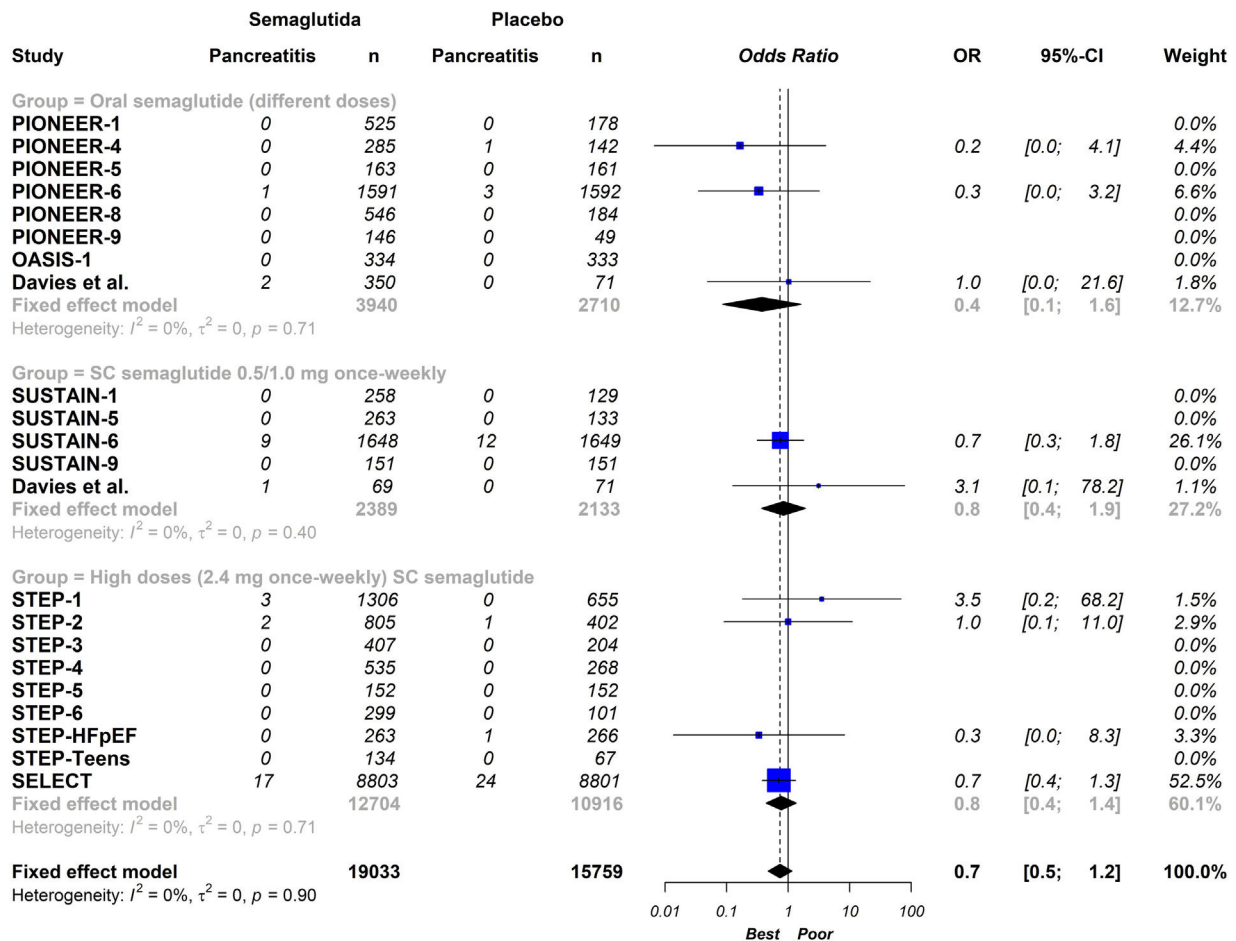 Semaglutida Placebo
Study Pancreatitis n Pancreatitis n Odds Ratio OR 95%-CI Weight
Group = Oral semaglutide (different doses)
PIONEER-1 0 525 0 178 0.0%
PIONEER-4 0 285 1 142 0.2 [0.0; 4.1] 4.4%
PIONEER-5 0 163 0 161 0.0%
PIONEER-6 1 1591 3 1592 0.3 [0.0; 3.2] 6.6%
PIONEER-8 0 546 0 184 0.0%
PIONEER-9 0 146 0 49 0.0%
OASIS-1 0 334 0 333 0.0%
Davies et al. 2 350 0 71 1.0 [0.0; 21.6] 1.8%
Fixed effect model 3940 2710 0.4 [0.1; 1.6] 12.7%
Heterogeneity: I² = 0%, τ² = 0, p = 0.71
Group = SC semaglutide 0.5/1.0 mg once-weekly
SUSTAIN-1 0 258 0 129 0.0%
SUSTAIN-5 0 263 0 133 0.0%
SUSTAIN-6 9 1648 12 1649 0.7 [0.3; 1.8] 26.1%
SUSTAIN-9 0 151 0 151 0.0%
Davies et al. 1 69 0 71 3.1 [0.1; 78.2] 1.1%
Fixed effect model 2389 2133 0.8 [0.4; 1.9] 27.2%
Heterogeneity: I² = 0%, τ² = 0, p = 0.40
Group = High doses (2.4 mg once-weekly) SC semaglutide
STEP-1 3 1306 0 655 3.5 [0.2; 68.2] 1.5%
STEP-2 2 805 1 402 1.0 [0.1; 11.0] 2.9%
STEP-3 0 407 0 204 0.0%
STEP-4 0 535 0 268 0.0%
STEP-5 0 152 0 152 0.0%
STEP-6 0 299 0 101 0.0%
STEP-HFpEF 0 263 1 266 0.3 [0.0; 8.3] 3.3%
STEP-Teens 0 134 0 67 0.0%
SELECT 17 8803 24 8801 0.7 [0.4; 1.3] 52.5%
Fixed effect model 12704 10916 0.8 [0.4; 1.4] 60.1%
Heterogeneity: I² = 0%, τ² = 0, p = 0.71
Fixed effect model 19033 15759 0.7 [0.5; 1.2] 100.0%
Heterogeneity: I² = 0%, τ² = 0, p = 0.90
0.01 0.1 1 10 100
Best Poor